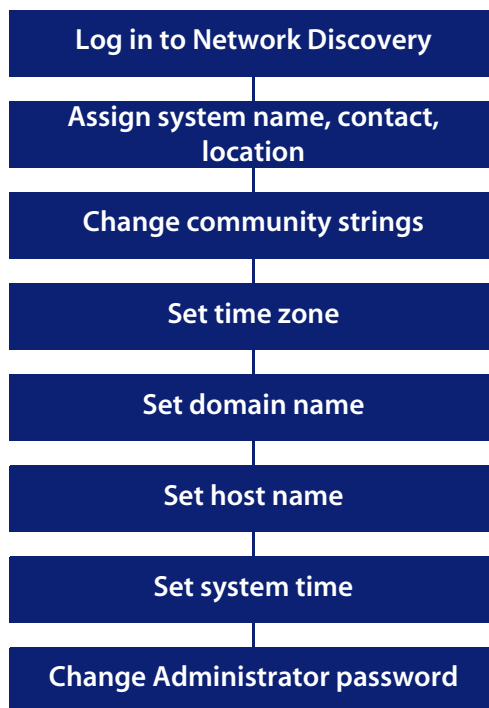 Log in to Network Discovery
Assign system name, contact,
location
Change community strings
Set time zone
Set domain name
Set host name
Set system time
Change Administrator password